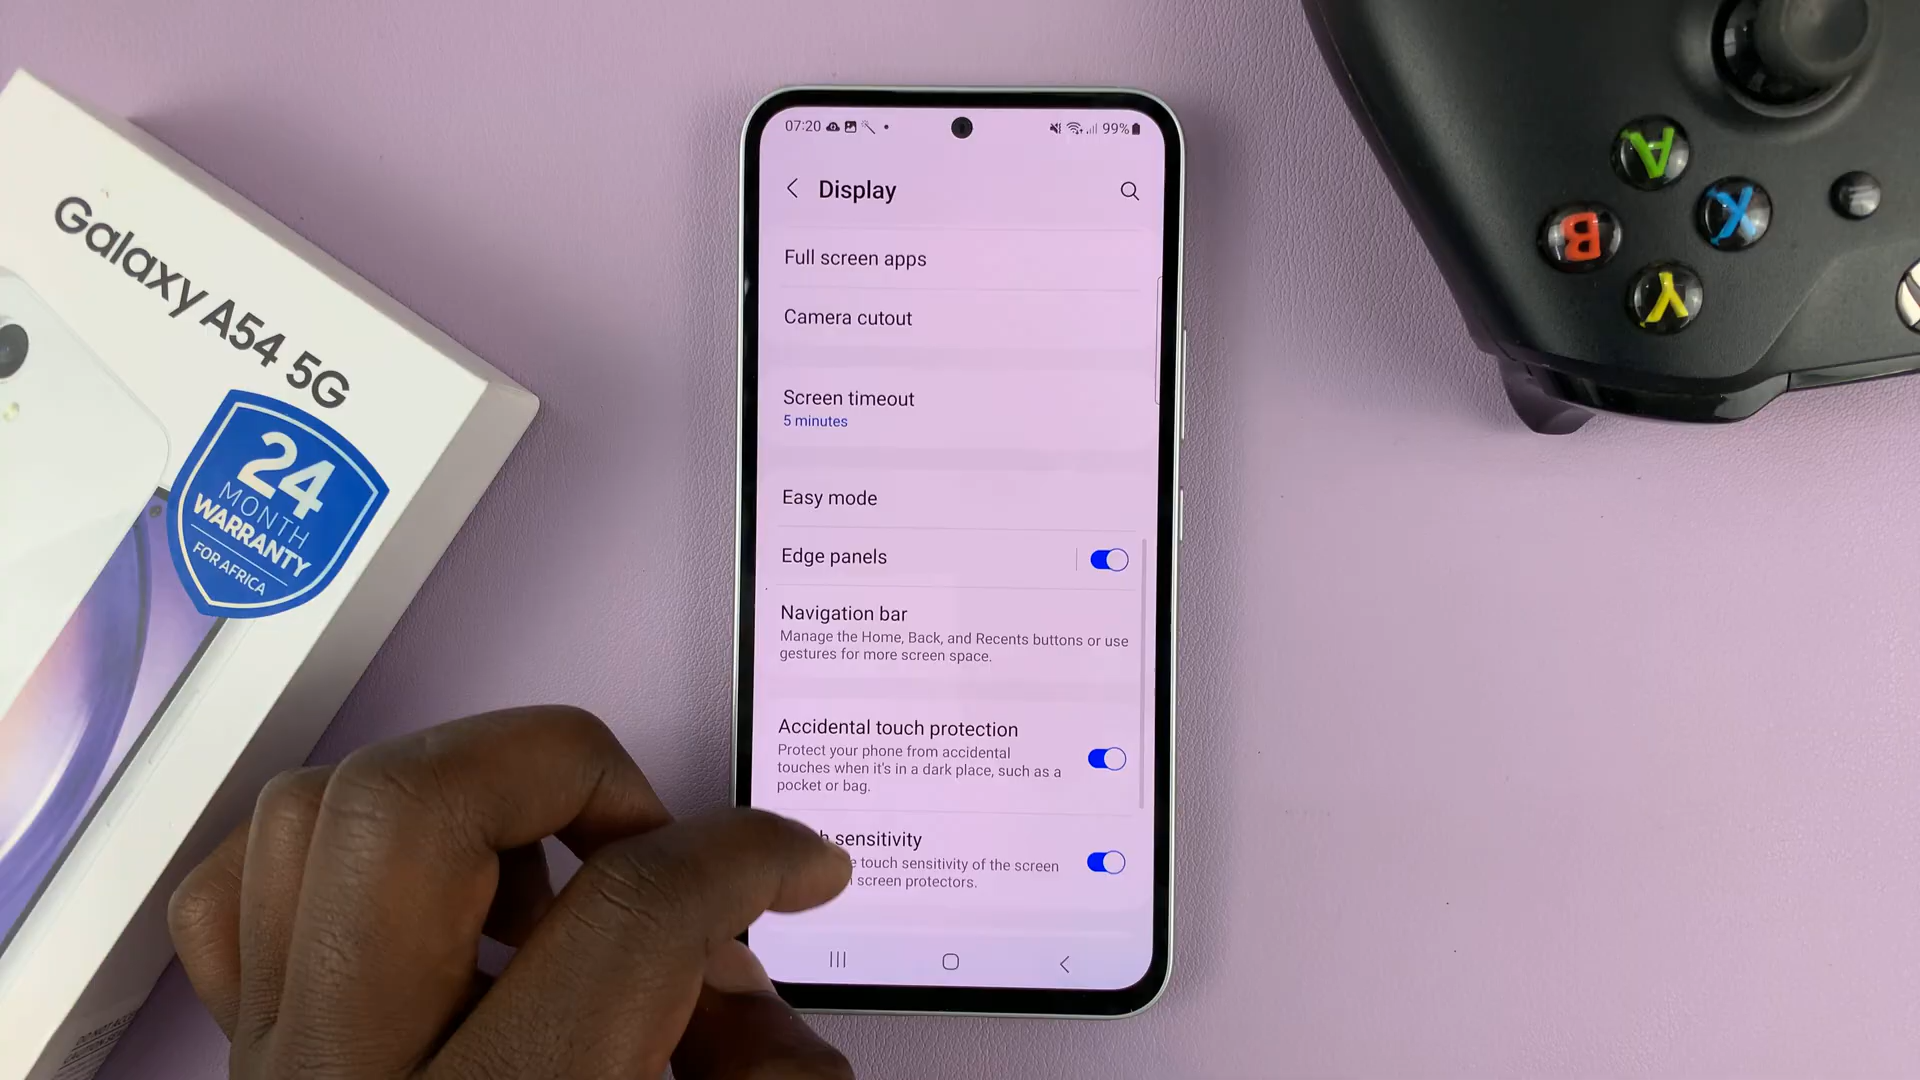 Galaxy A54 5G
24
MONTH
WARRANTY
FOR AFRICA
07:20
99%
Display
Full screen apps
Camera cutout
Screen timeout
5 minutes
Easy mode
Edge panels
Navigation bar
Manage the Home, Back, and Recents buttons or use
gestures for more screen space.
Accidental touch protection
Protect your phone from accidental
touches when it's in a dark place, such as a
pocket or bag.
sensitivity
touch sensitivity of the screen
screen protectors.
A
X
B
Y